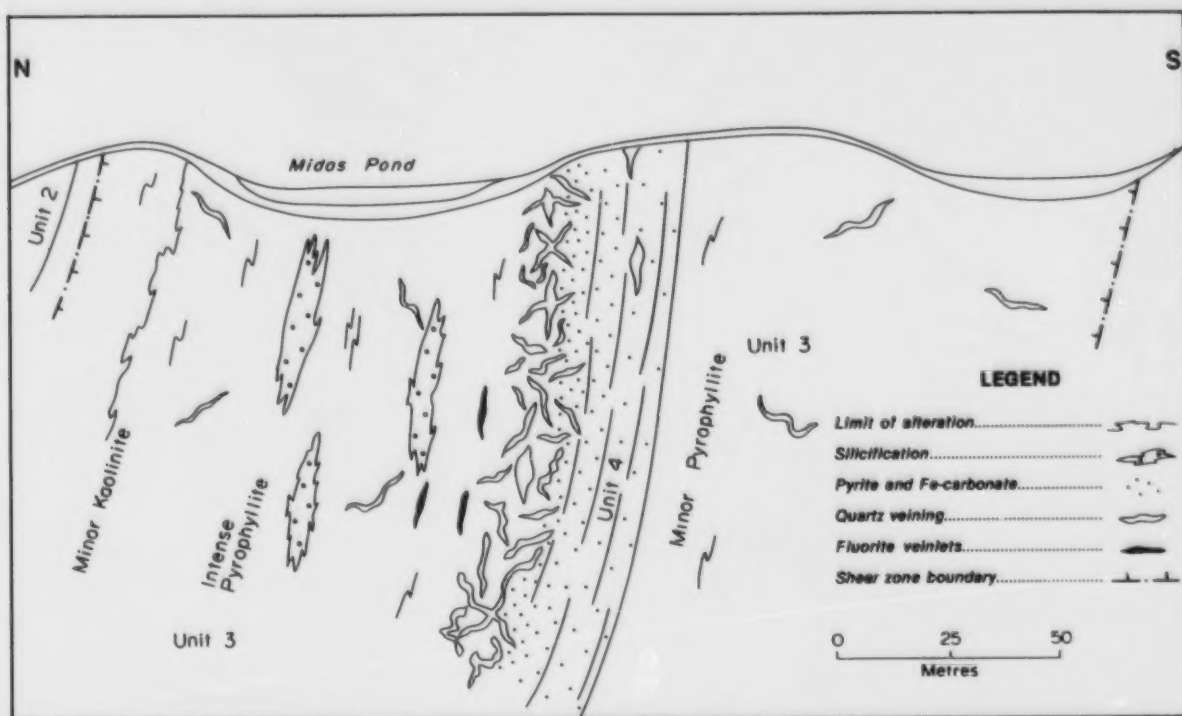 N
S
Midas Pond
Unit 2
Minor Kaolinite
Intense
Pyrophyllite
Unit 3
Unit 4
Minor Pyrophyllite
Unit 3
LEGEND
Limit of alteration
Silicification
Pyrite and Fe-carbonate
Quartz veining
Fluorite veinlets
Shear zone boundary
0 25 50
Metres